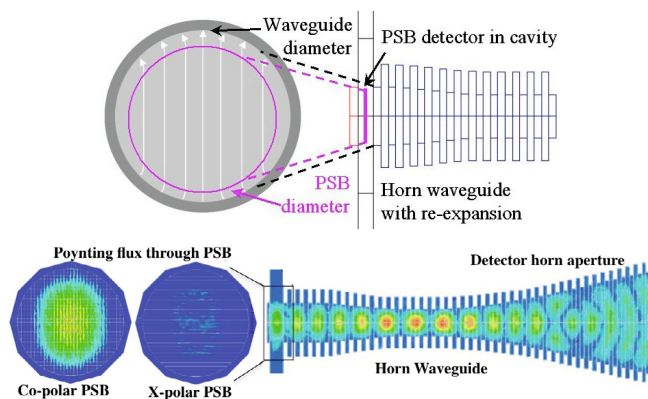 Waveguide
diameter
PSB detector in cavity
PSB
diameter
Horn waveguide
with re-expansion
Poynting flux through PSB
Detector horn aperture
Co-polar PSB
X-polar PSB
Horn Waveguide